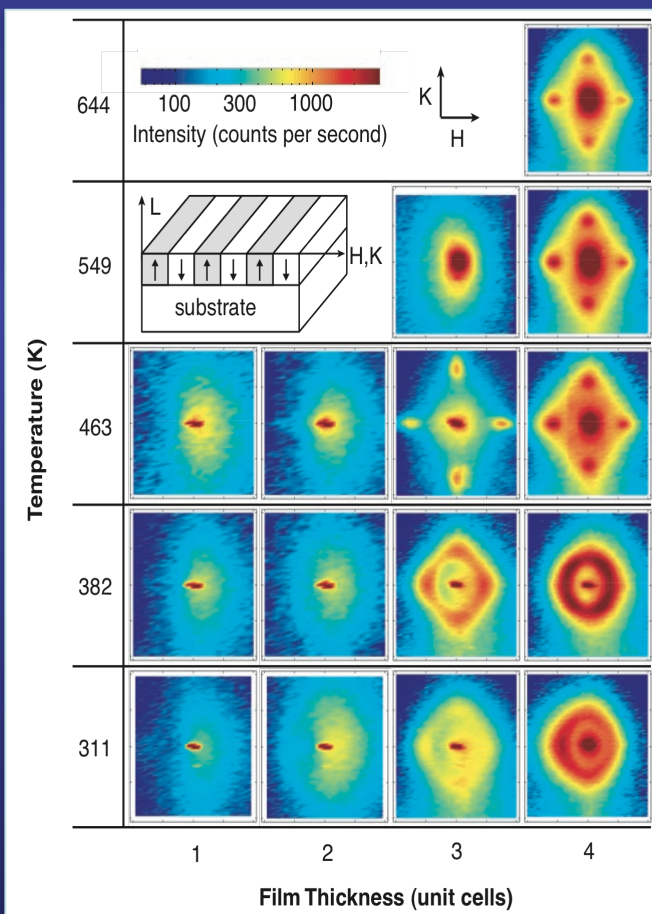 644
100 300 1000
Intensity (counts per second)
K
H
549
L
H,K
substrate
Temperature (K)
463
382
311
1 2 3 4
Film Thickness (unit cells)